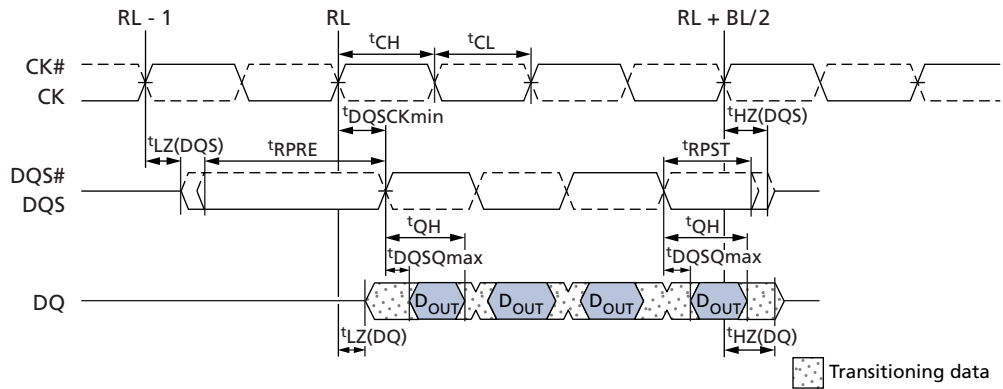 RL - 1 RL RL + BL/2
tCH tCL
CK#
CK
tDQSCKmin tHZ(DQS)
tLZ(DQS) tRPRE tRPST
DQS#
DQS
tQH tQH
tDQSQmax tDQSQmax
DQ DOUT DOUT DOUT DOUT
tLZ(DQ) tHZ(DQ)
Transitioning data